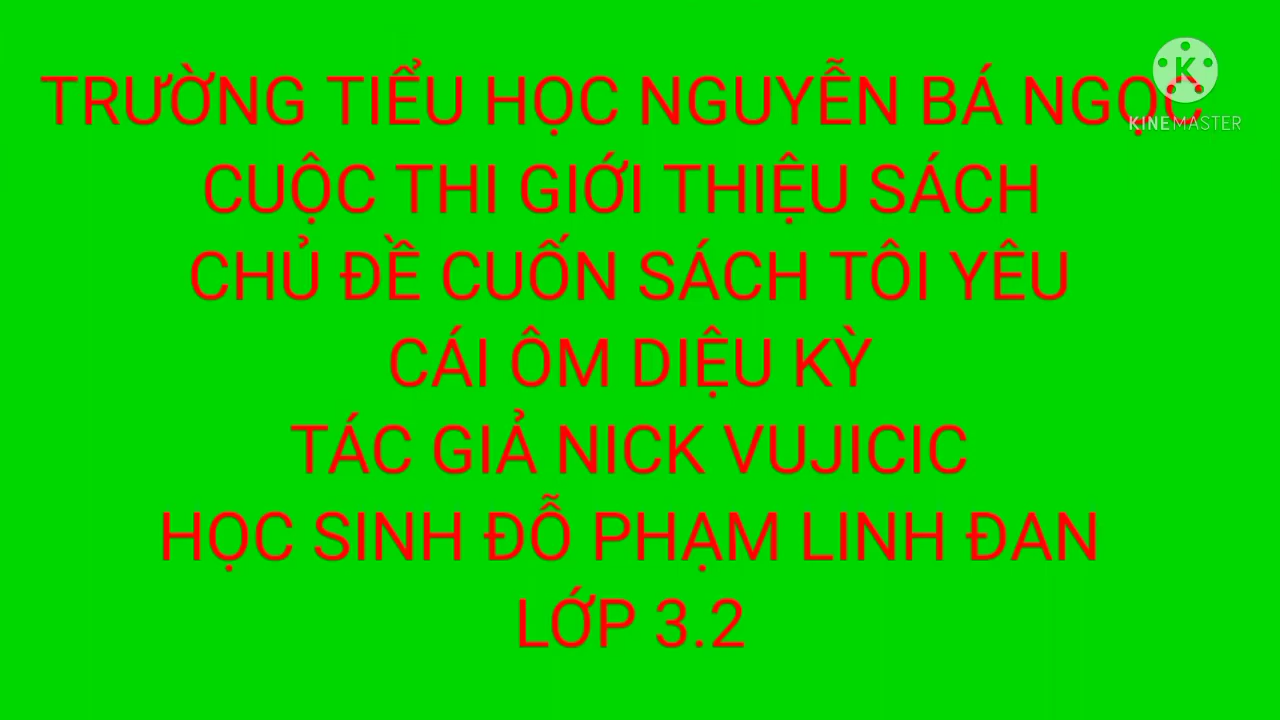 TRƯỜNG TIỂU HỌC NGUYỄN BÁ NGỌC
KINEMASTER
CUỘC THI GIỚI THIỆU SÁCH
CHỦ ĐỀ CUỐN SÁCH TÔI YÊU
CÁI ÔM DIỆU KỲ
TÁC GIẢ NICK VUJICIC
HỌC SINH ĐỖ PHẠM LINH ĐAN
LỚP 3.2